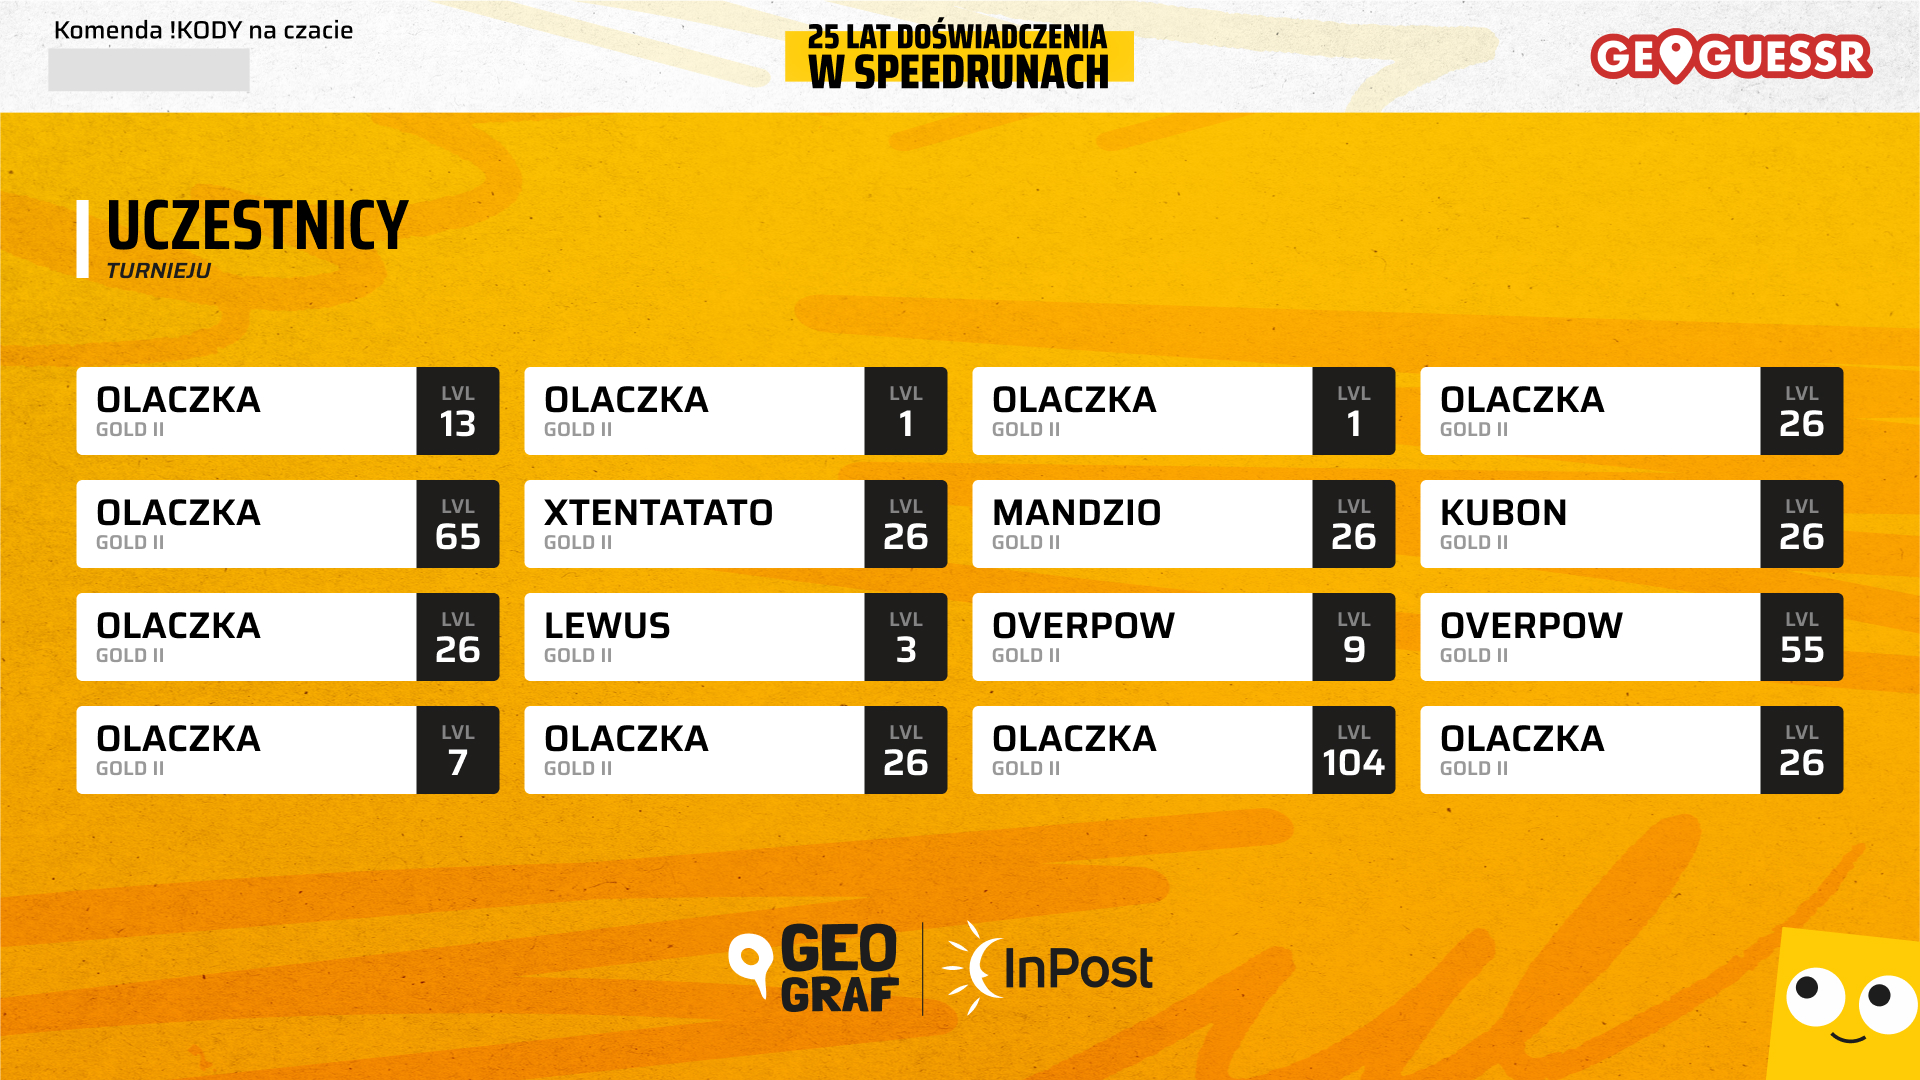 Komenda !KODY na czacie
25 LAT DOŚWIADCZENIA
W SPEEDRUNACH
GEOGUESSR
UCZESTNICY
TURNIEJU
OLACZKA
GOLD II
LVL
13
OLACZKA
GOLD II
LVL
1
OLACZKA
GOLD II
LVL
1
OLACZKA
GOLD II
LVL
26
OLACZKA
GOLD II
LVL
65
XTENTATATO
GOLD II
LVL
26
MANDZIO
GOLD II
LVL
26
KUBON
GOLD II
LVL
26
OLACZKA
GOLD II
LVL
26
LEWUS
GOLD II
LVL
3
OVERPOW
GOLD II
LVL
9
OVERPOW
GOLD II
LVL
55
OLACZKA
GOLD II
LVL
7
OLACZKA
GOLD II
LVL
26
OLACZKA
GOLD II
LVL
104
OLACZKA
GOLD II
LVL
26
GEO
GRAF
InPost